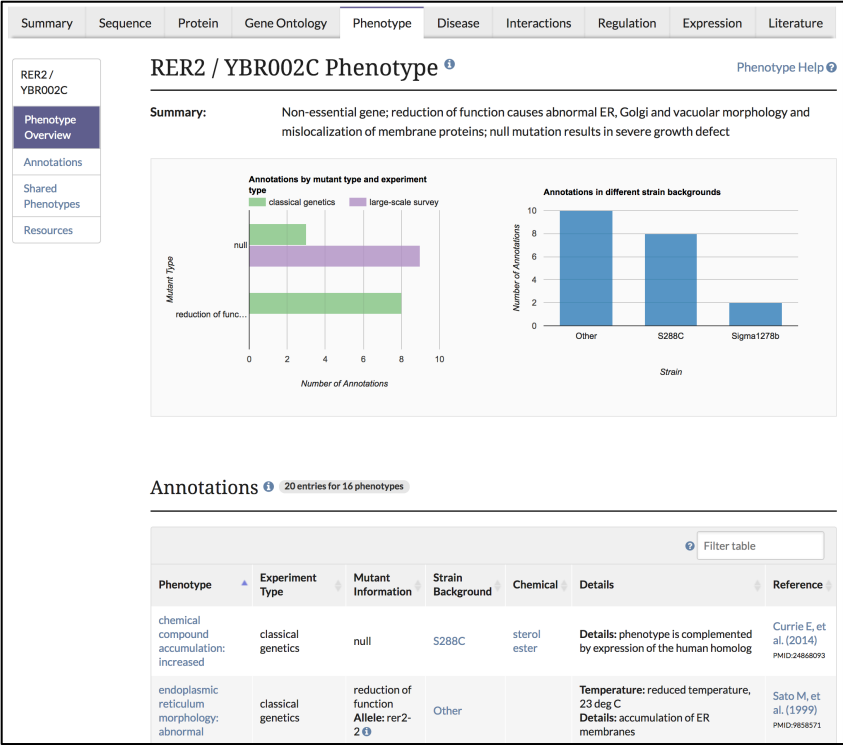 Summary Sequence Protein Gene Ontology Phenotype Disease Interactions Regulation Expression Literature
RER2 /
YBR002C
Phenotype
Overview
Annotations
Shared
Phenotypes
Resources
RER2 / YBR002C Phenotype
Phenotype Help
Summary: Non-essential gene; reduction of function causes abnormal ER, Golgi and vacuolar morphology and
mislocalization of membrane proteins; null mutation results in severe growth defect
Annotations by mutant type and experiment
type
classical genetics large-scale survey
Mutant Type
null
reduction of func...
0 2 4 6 8 10
Number of Annotations
Annotations in different strain backgrounds
Number of Annotations
10
8
6
4
2
0
Other S288C Sigma1278b
Strain
Annotations 20 entries for 16 phenotypes
Filter table
Phenotype
Experiment
Type
Mutant
Information
Strain
Background
Chemical
Details
Reference
chemical
compound
accumulation:
increased
classical
genetics
null
S288C
sterol
ester
Details: phenotype is complemented
by expression of the human homolog
Currie E, et
al. (2014)
PMID:24868093
endoplasmic
reticulum
morphology:
abnormal
classical
genetics
reduction of
function
Allele: rer2-
2
Other
Temperature: reduced temperature,
23 deg C
Details: accumulation of ER
membranes
Sato M, et
al. (1999)
PMID:9858571